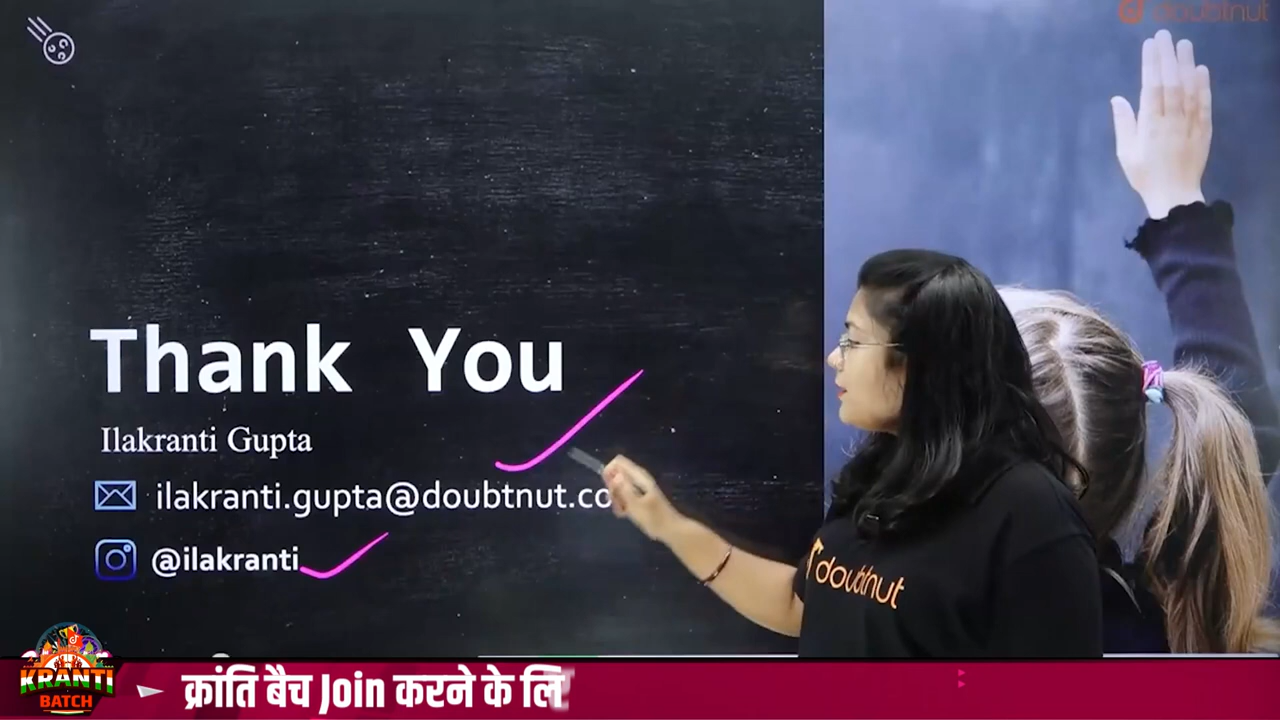 doubtnut
Thank You
Ilakranti Gupta
ilakranti.gupta@doubtnut.co
@ilakranti
doubtnut
KRANTI
BATCH
क्रांति बैच Join करने के लि